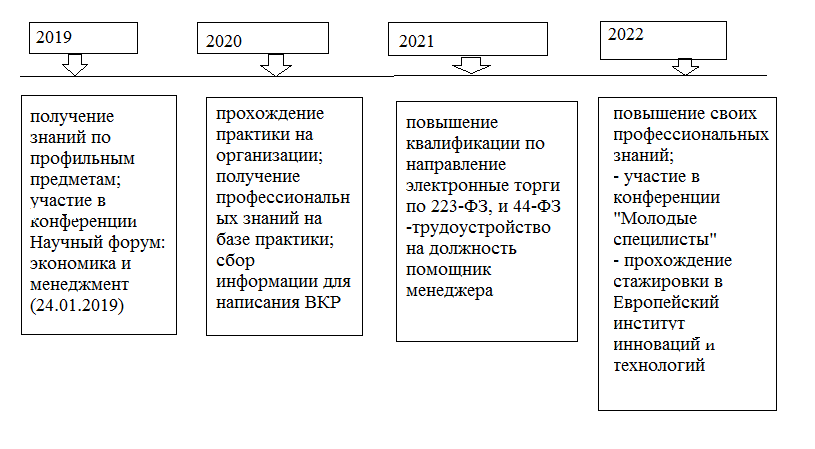 2019
2020
2021
2022
получение
знаний по
профильным
предметам;
участие в
конференции
Научный форум:
экономика и
менеджмент
(24.01.2019)
прохождение
практики на
организации;
получение
профессиональн
ых знаний на
базе практики;
сбор
информации для
написания ВКР
повышение
квалификации по
направление
электронные торги
по 223-ФЗ, и 44-ФЗ
-трудоустройство
на должность
помощник
менеджера
повышение своих
профессиональных
знаний;
- участие в
конференции
"Молодые
специлисты"
- прохождение
стажировки в
Европейский
институт
инноваций и
технологий